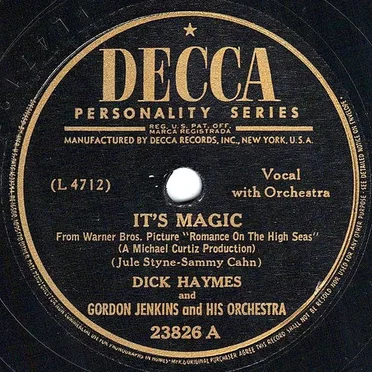 DECCA
PERSONALITY SERIES
REG. U.S. PAT. OFF.
MARCA REGISTRADA
MANUFACTURED BY DECCA RECORDS, INC., NEW YORK, U.S.A.
(L 4712)
Vocal
with Orchestra
IT'S MAGIC
From Warner Bros. Picture "Romance On The High Seas"
(A Michael Curtiz Production)
(Jule Styne-Sammy Cahn)
DICK HAYMES
and
GORDON JENKINS and HIS ORCHESTRA
23826 A